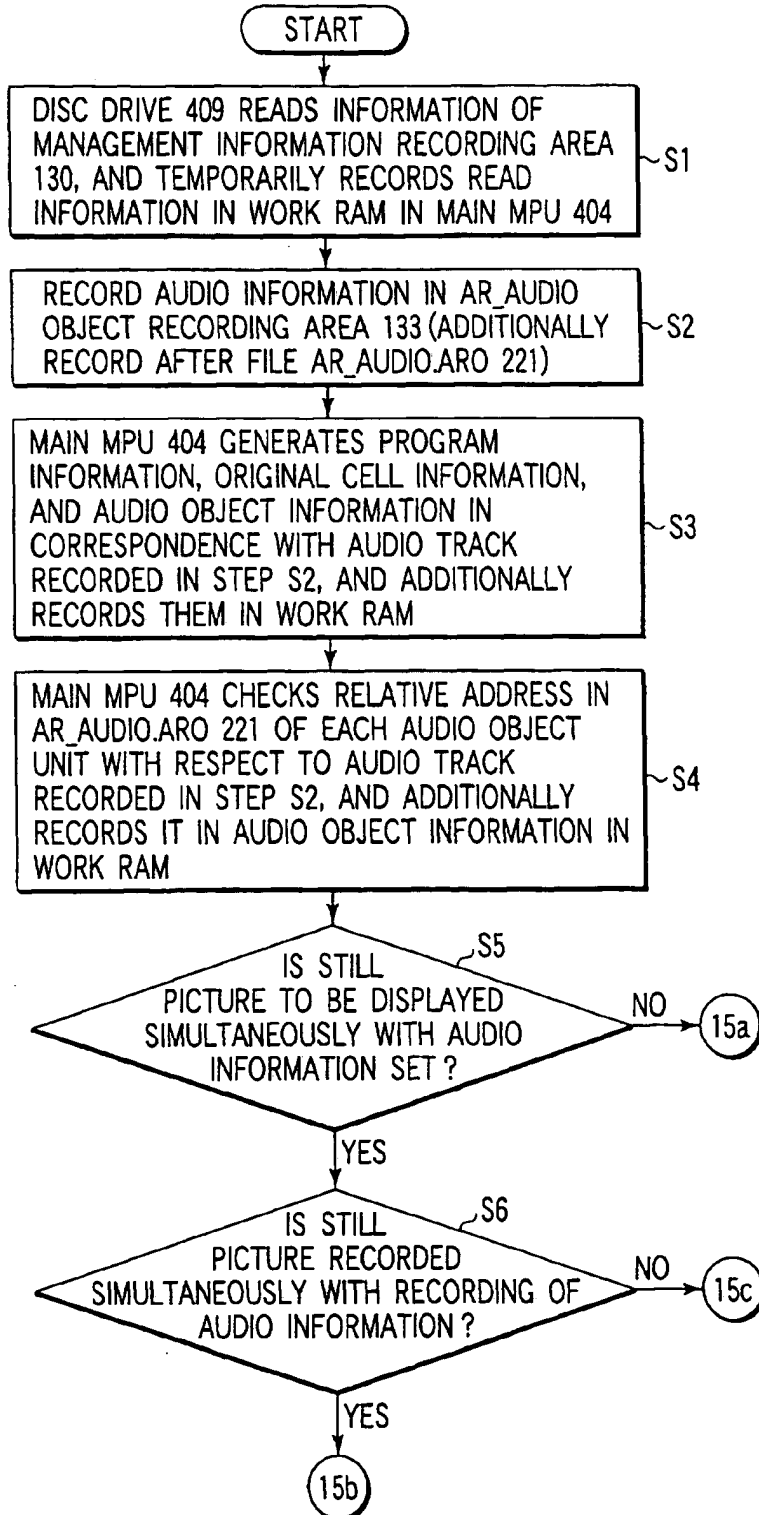 START
DISC DRIVE 409 READS INFORMATION OF
MANAGEMENT INFORMATION RECORDING AREA
130, AND TEMPORARILY RECORDS READ
INFORMATION IN WORK RAM IN MAIN MPU 404
S1
RECORD AUDIO INFORMATION IN AR_AUDIO
OBJECT RECORDING AREA 133 (ADDITIONALLY
RECORD AFTER FILE AR_AUDIO.ARO 221)
S2
MAIN MPU 404 GENERATES PROGRAM
INFORMATION, ORIGINAL CELL INFORMATION,
AND AUDIO OBJECT INFORMATION IN
CORRESPONDENCE WITH AUDIO TRACK
RECORDED IN STEP S2, AND ADDITIONALLY
RECORDS THEM IN WORK RAM
S3
MAIN MPU 404 CHECKS RELATIVE ADDRESS IN
AR_AUDIO.ARO 221 OF EACH AUDIO OBJECT
UNIT WITH RESPECT TO AUDIO TRACK
RECORDED IN STEP S2, AND ADDITIONALLY
RECORDS IT IN AUDIO OBJECT INFORMATION IN
WORK RAM
S4
S5
IS STILL
PICTURE TO BE DISPLAYED
SIMULTANEOUSLY WITH AUDIO
INFORMATION SET ?
NO
15a
YES
S6
IS STILL
PICTURE RECORDED
SIMULTANEOUSLY WITH RECORDING OF
AUDIO INFORMATION ?
NO
15c
YES
15b